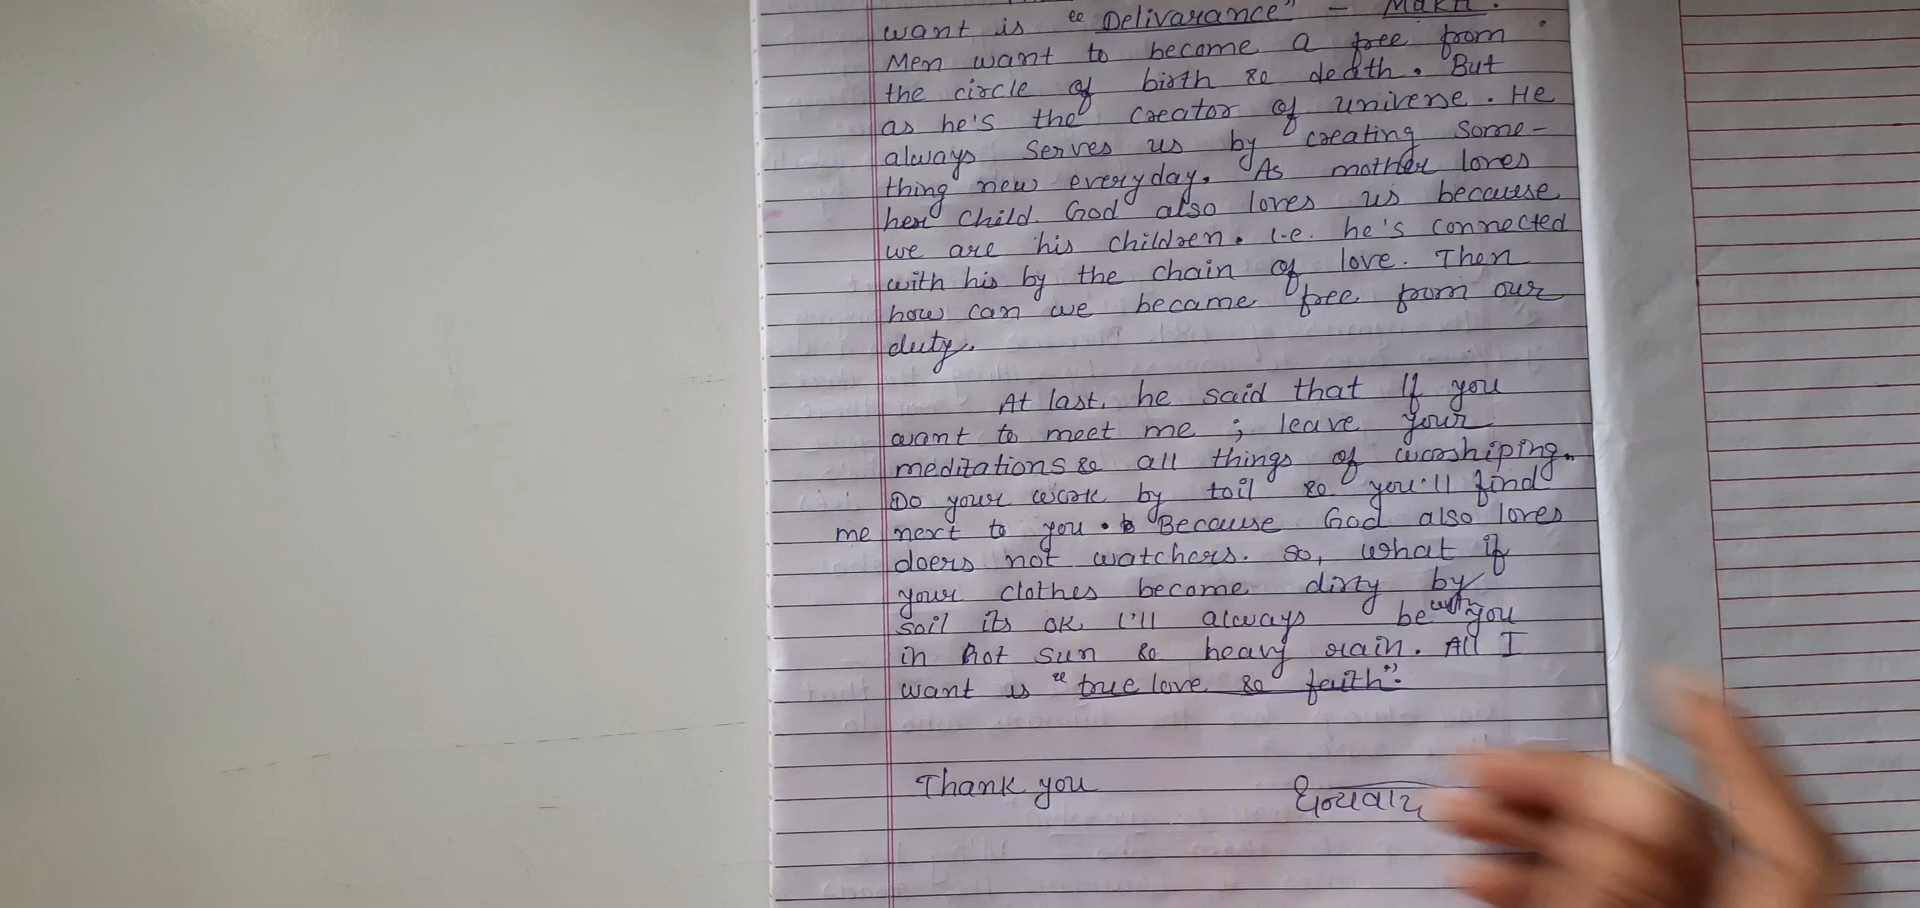 want is "Delivarance" -
Men want to become a free from
the circle of birth & death. But
as he's the creator of universe. He
always serves us by creating some-
thing new everyday. As mother loves
her child. God also loves us because
we are his children. i.e. he's connected
with his by the chain of love. Then
how can we became free from our
duty.
At last, he said that If you
want to meet me ; leave your
meditations & all things of worshiping.
Do your work by toil & you'll find
me next to you. Because God also loves
doers not watchers. So, what if
your clothes become dirty by
soil its ok I'll always be with you
in hot sun & heavy rain. All I
want is "true love & faith".
Thank you
ધન્યવાદ